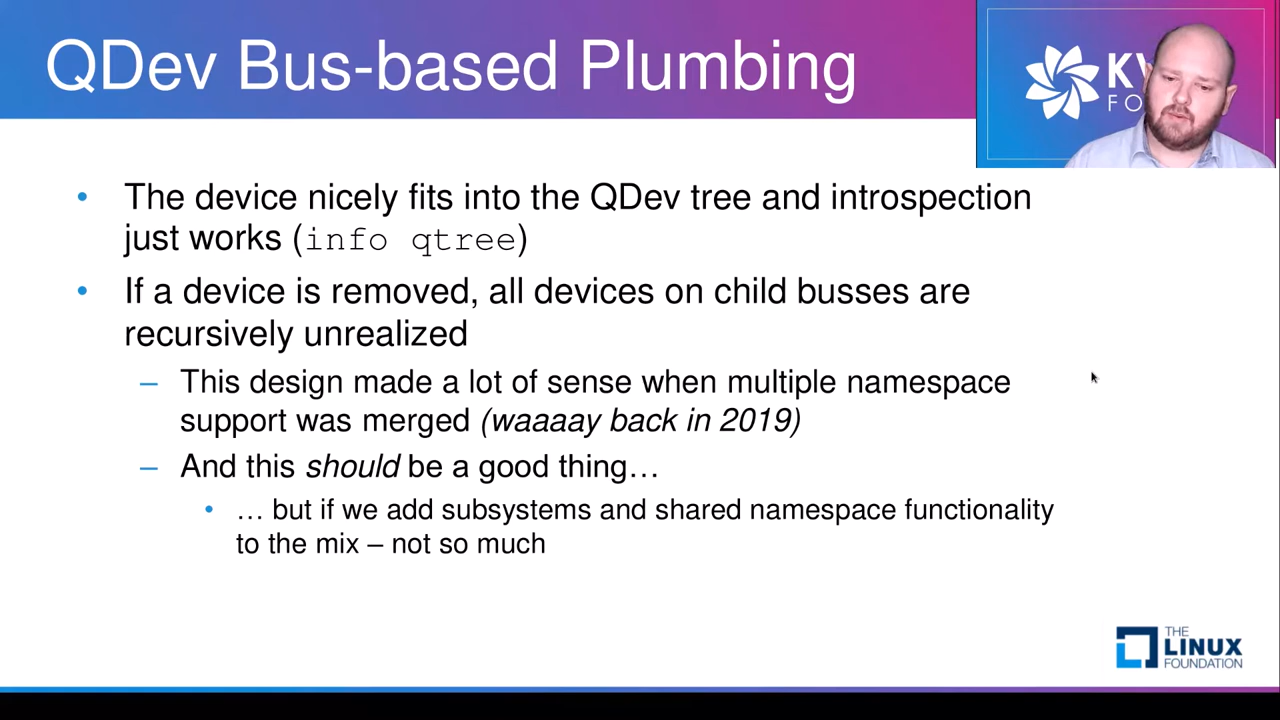 QDev Bus-based Plumbing
KV
FO
• The device nicely fits into the QDev tree and introspection
just works (info qtree)
• If a device is removed, all devices on child busses are
recursively unrealized
– This design made a lot of sense when multiple namespace
support was merged (waaaay back in 2019)
– And this should be a good thing…
• … but if we add subsystems and shared namespace functionality
to the mix – not so much
THE
LINUX
FOUNDATION